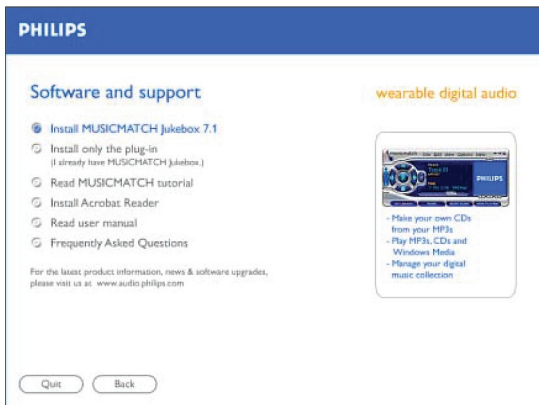 PHILIPS
Software and support
Install MUSICMATCH Jukebox 7.1
Install only the plug-in
(I already have MUSICMATCH Jukebox.)
Read MUSICMATCH tutorial
Install Acrobat Reader
Read user manual
Frequently Asked Questions
For the latest product information, news & software upgrades,
please visit us at www.audio.philips.com
wearable digital audio
PHILIPS
- Make your own CDs
from your MP3s
- Play MP3s, CDs and
Windows Media
- Manage your digital
music collection
Quit
Back